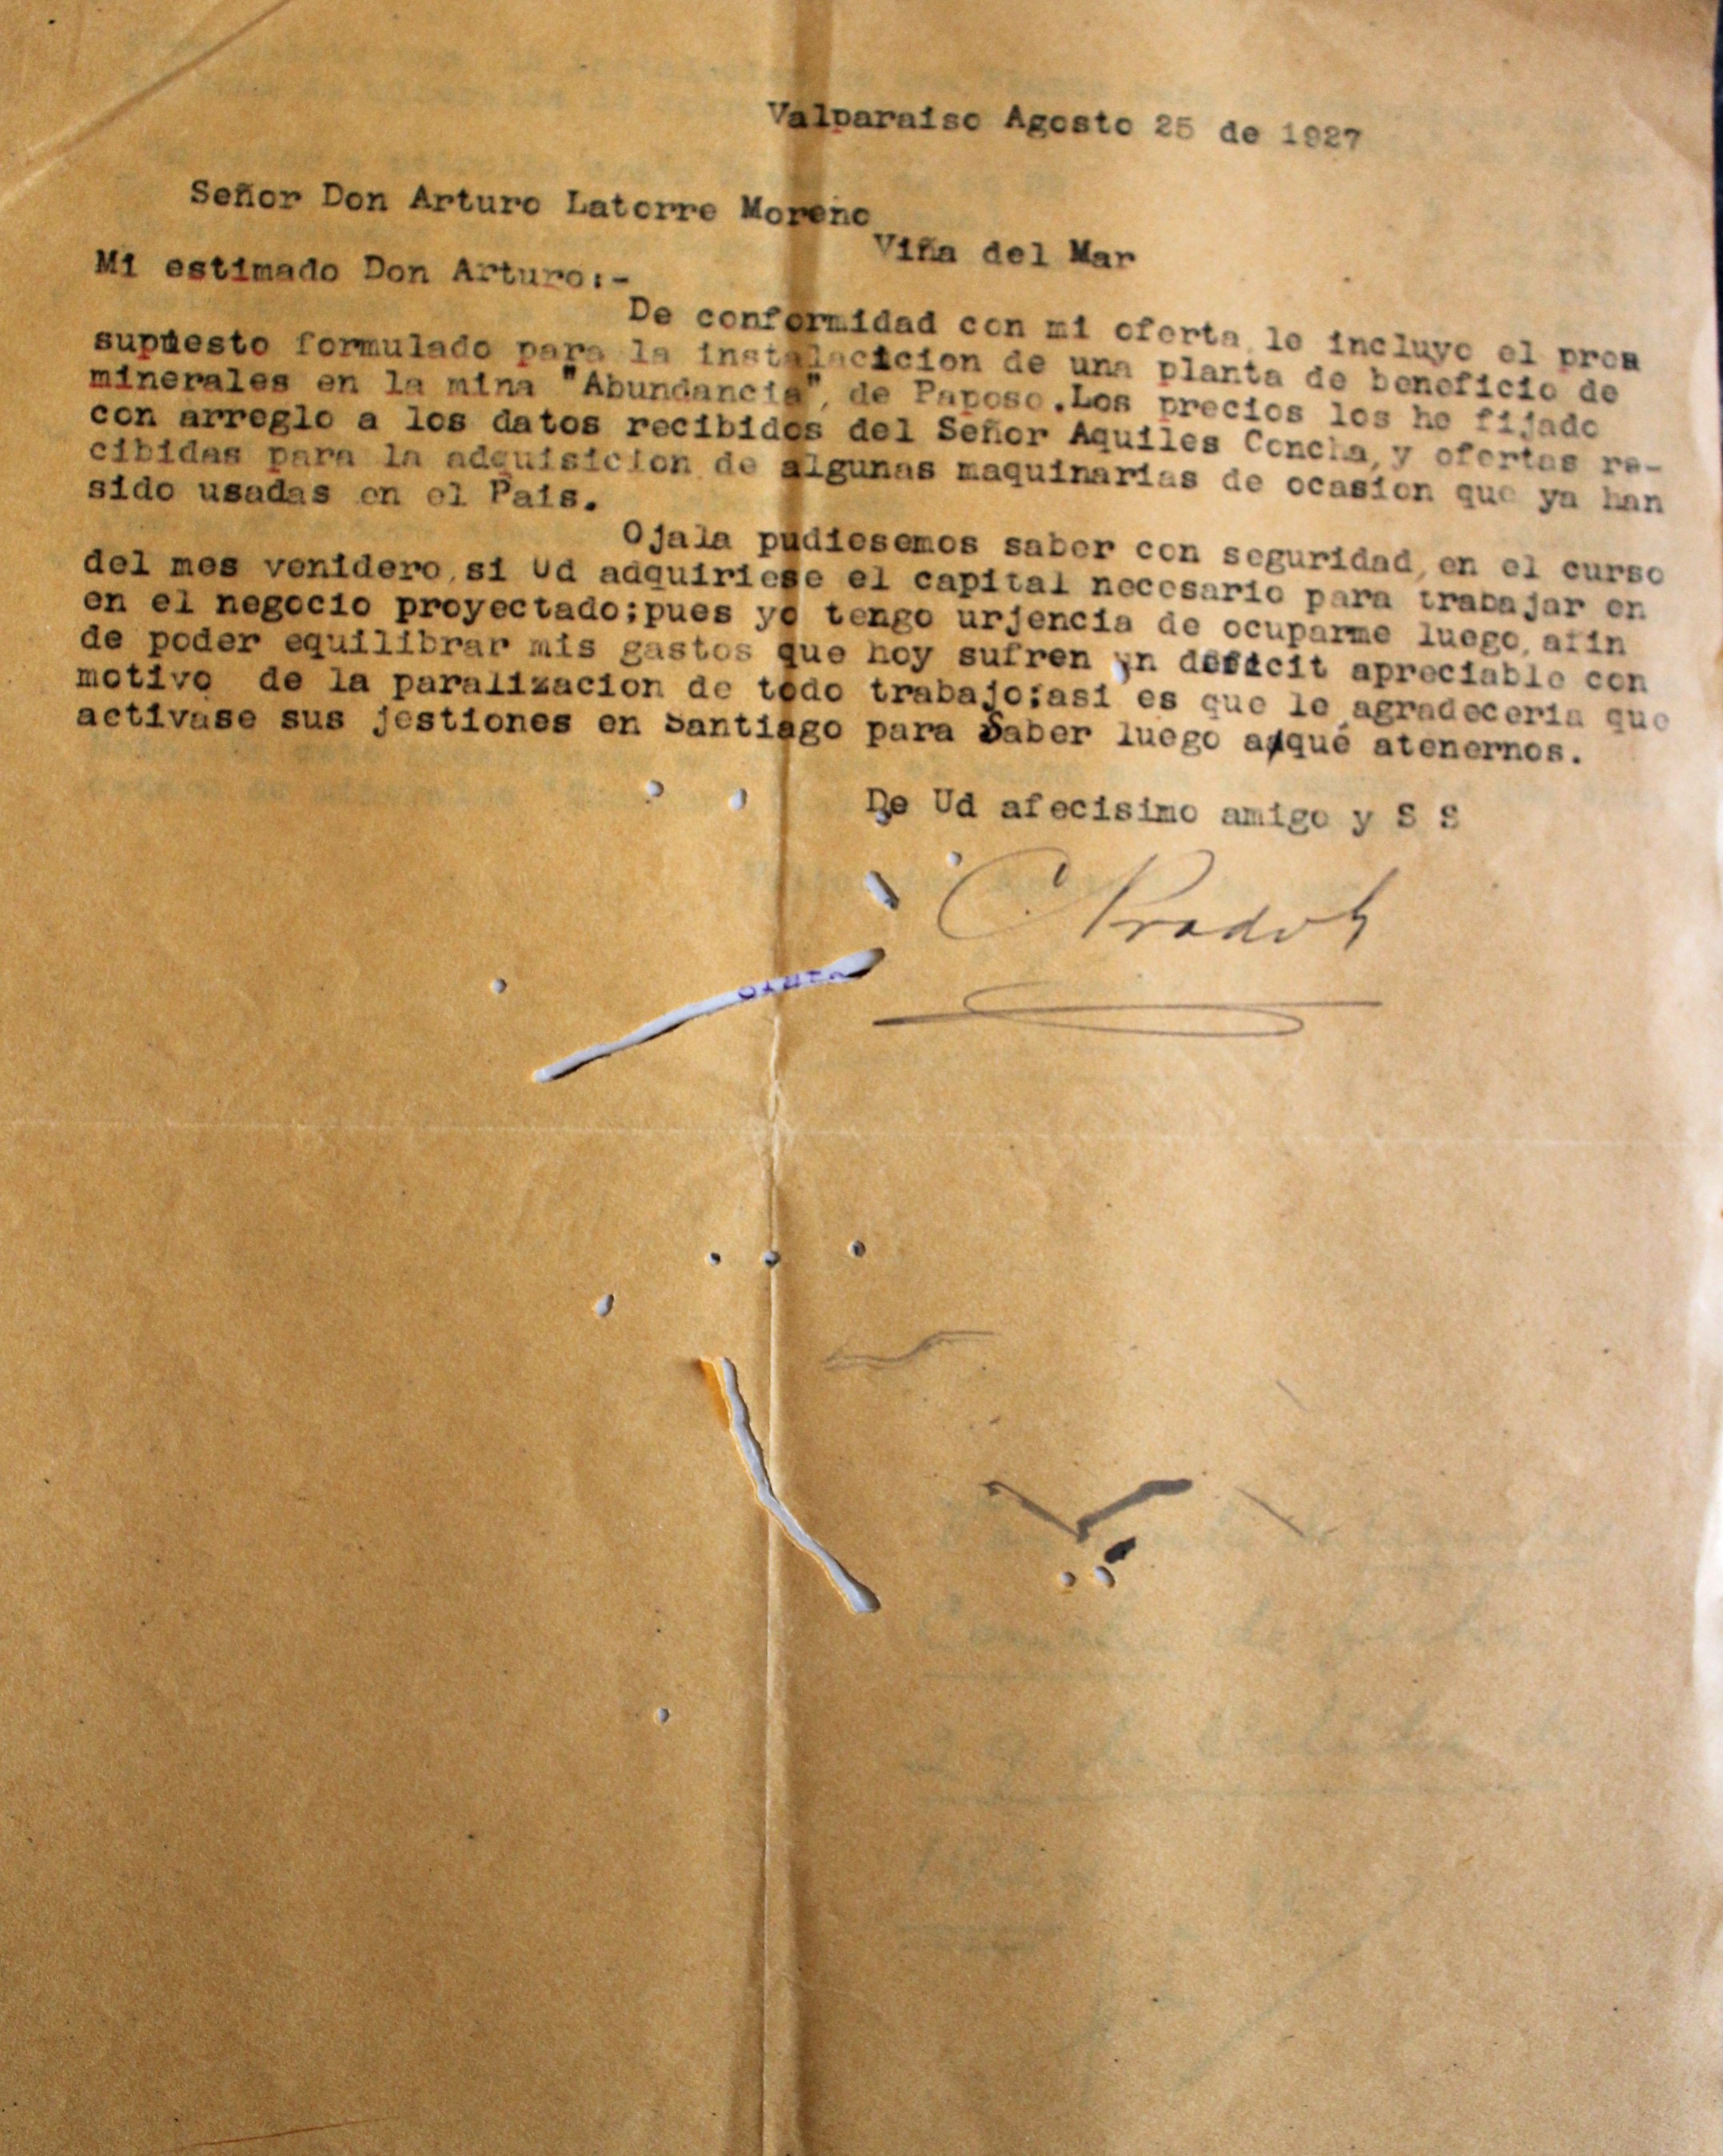 Valparaiso Agosto 25 de 1927
Señor Don Arturo Latorre Moreno
Viña del Mar
Mi estimado Don Arturo:-
De conformidad con mi oferta, le incluyo el preu
supuesto formulado para la instalacicion de una planta de beneficio de
minerales en la mina "Abundancia", de Paposo.Los precios los he fijado
con arreglo a los datos recibidos del Señor Aquiles Concha,y ofertas re-
cibidas para la adquisicion de algunas maquinarias de ocasion que ya han
sido usadas en el Pais.
Ojala pudiesemos saber con seguridad,en el curso
del mes venidero,si Ud adquiriese el capital necesario para trabajar en
en el negocio proyectado;pues yo tengo urjencia de ocuparme luego,afin
de poder equilibrar mis gastos que hoy sufren un deficit apreciable con
motivo de la paralizacion de todo trabajo;asi es que le agradeceria que
activase sus jestiones en Santiago para Saber luego a qué atenernos.
De Ud afecisimo amigo y S S
C Prado